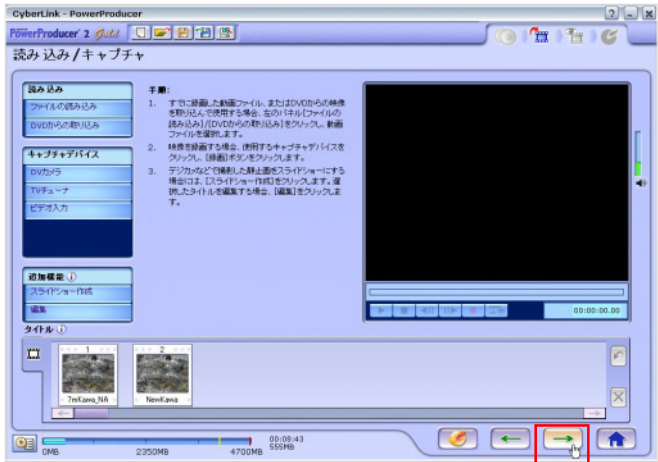 CyberLink - PowerProducer
PowerProducer 2 Gold
読み込み/キャプチャ
読み込み
ファイルの読み込み
DVDからの取り込み
キャプチャデバイス
DVカメラ
TVチューナ
ビデオ入力
追加機能
スライドショー作成
編集
手順:
1. すでに録画した動画ファイル、またはDVDからの映像
を取り込んで使用する場合、左のパネル[ファイルの
読み込み]/[DVDからの取り込み]をクリックし、動画
ファイルを選択します。
2. 映像を録画する場合、使用するキャプチャデバイスを
クリックし、[録画]ボタンをクリックします。
3. デジカメなどで撮影した静止画をスライドショーにする
場合には、[スライドショー作成]をクリックします。選
択したタイトルを編集する場合、[編集]をクリックしま
す。
00:00:00.00
タイトル
1
2
7mKawa_NA
NewKawa
0MB
2350MB
4700MB
00:08:43
555MB